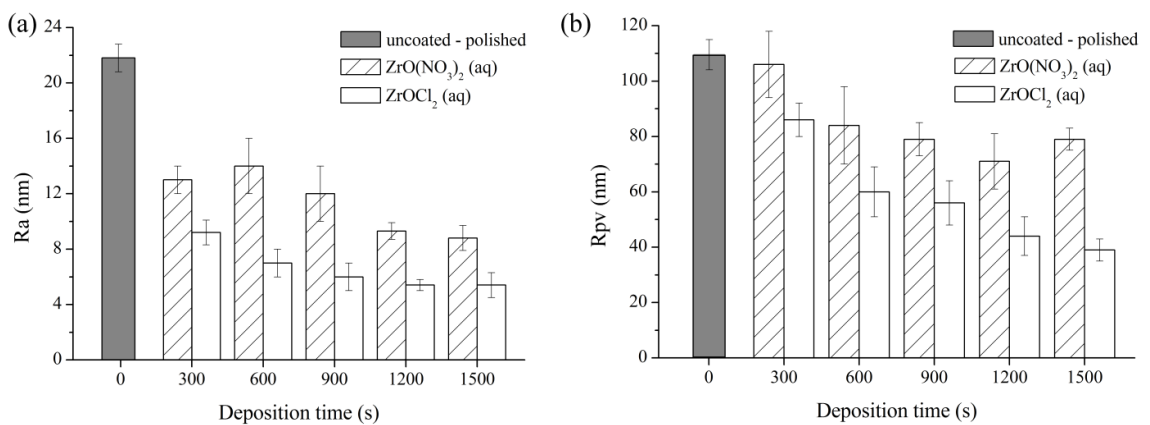 (a)
24
20
16
12
8
4
0
Ra (nm)
uncoated - polished
ZrO(NO₃)₂ (aq)
ZrOCl₂ (aq)
0 300 600 900 1200 1500
Deposition time (s)
(b)
120
100
80
60
40
20
0
Rpv (nm)
uncoated - polished
ZrO(NO₃)₂ (aq)
ZrOCl₂ (aq)
0 300 600 900 1200 1500
Deposition time (s)